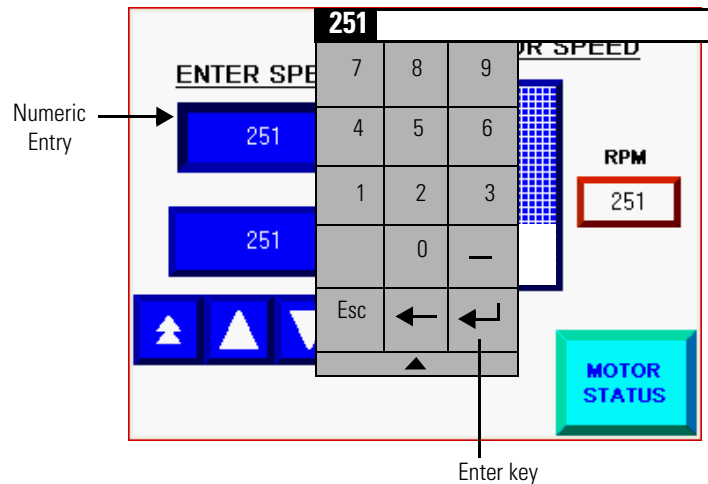 251
ENTER SPE
OR SPEED
7 8 9
Numeric
Entry
251
4 5 6
RPM
1 2 3
251
251
0 —
Esc
MOTOR
STATUS
Enter key